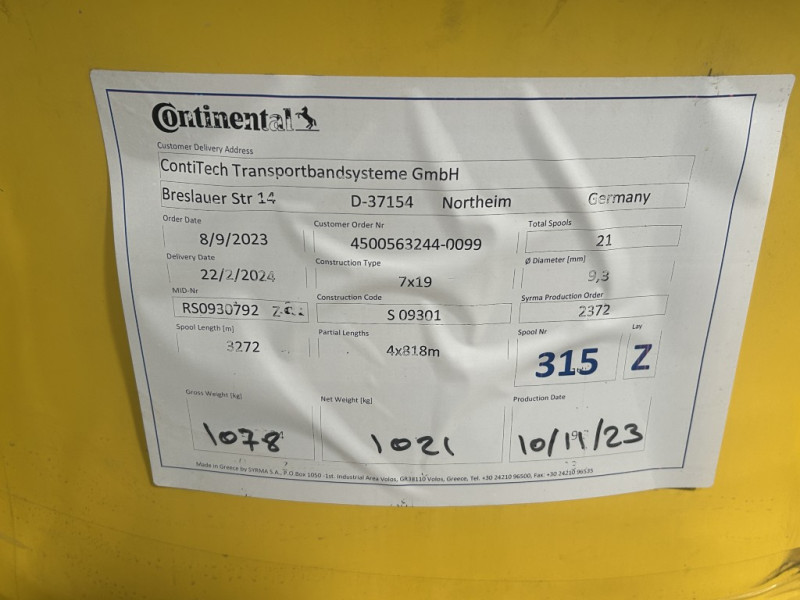 Continental
Customer Delivery Address
ContiTech Transportbandsysteme GmbH
Breslauer Str 14 D-37154 Northeim Germany
Order Date Customer Order Nr Total Spools
8/9/2023 4500563244-0099 21
Delivery Date Construction Type Ø Diameter [mm]
22/2/2024 7x19 9,3
MID-Nr Construction Code Syrma Production Order
RS0930792 S 09301 2372
Spool Length [m] Partial Lengths Spool Nr Lay
3272 4x818m 315 Z
Gross Weight [kg] Net Weight [kg] Production Date
1078 1021 10/11/23
Made in Greece by SYRMA S.A., P.O.Box 1050 -1st. Industrial Area Volos, GR38110 Volos, Greece, Tel. +30 24210 96500, Fax: +30 24210 96535